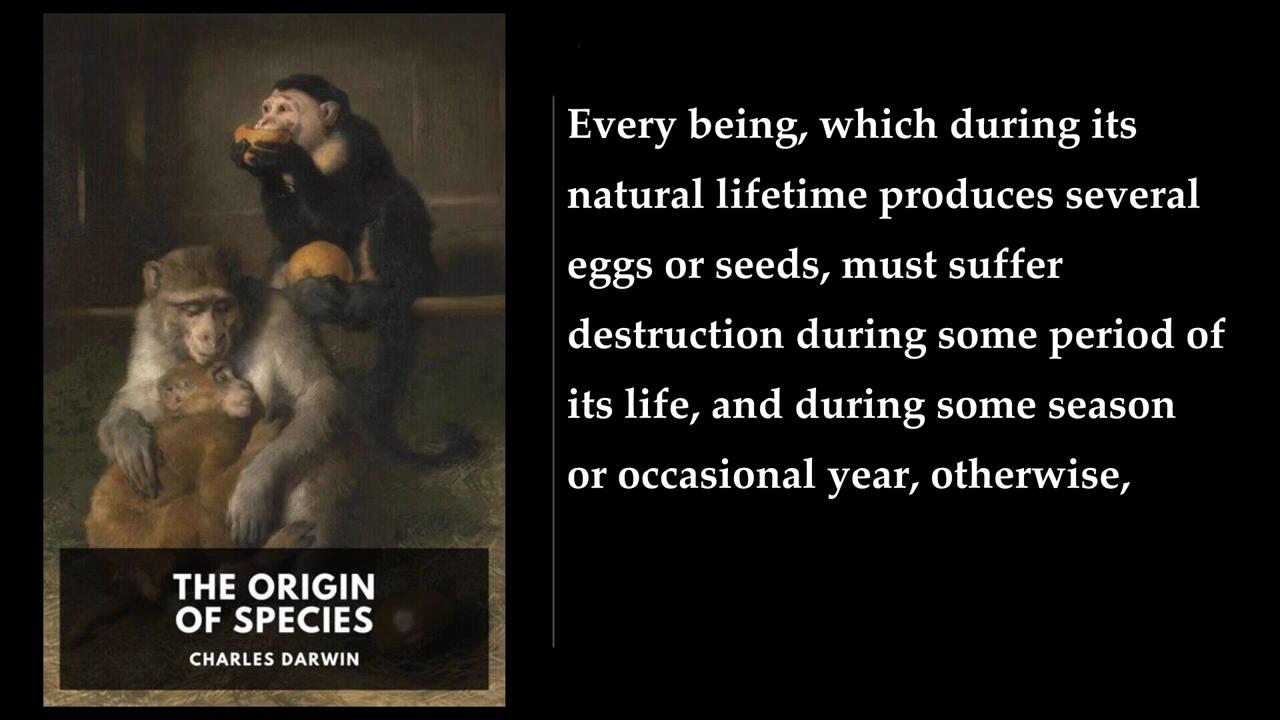 THE ORIGIN
OF SPECIES
CHARLES DARWIN
Every being, which during its
natural lifetime produces several
eggs or seeds, must suffer
destruction during some period of
its life, and during some season
or occasional year, otherwise,